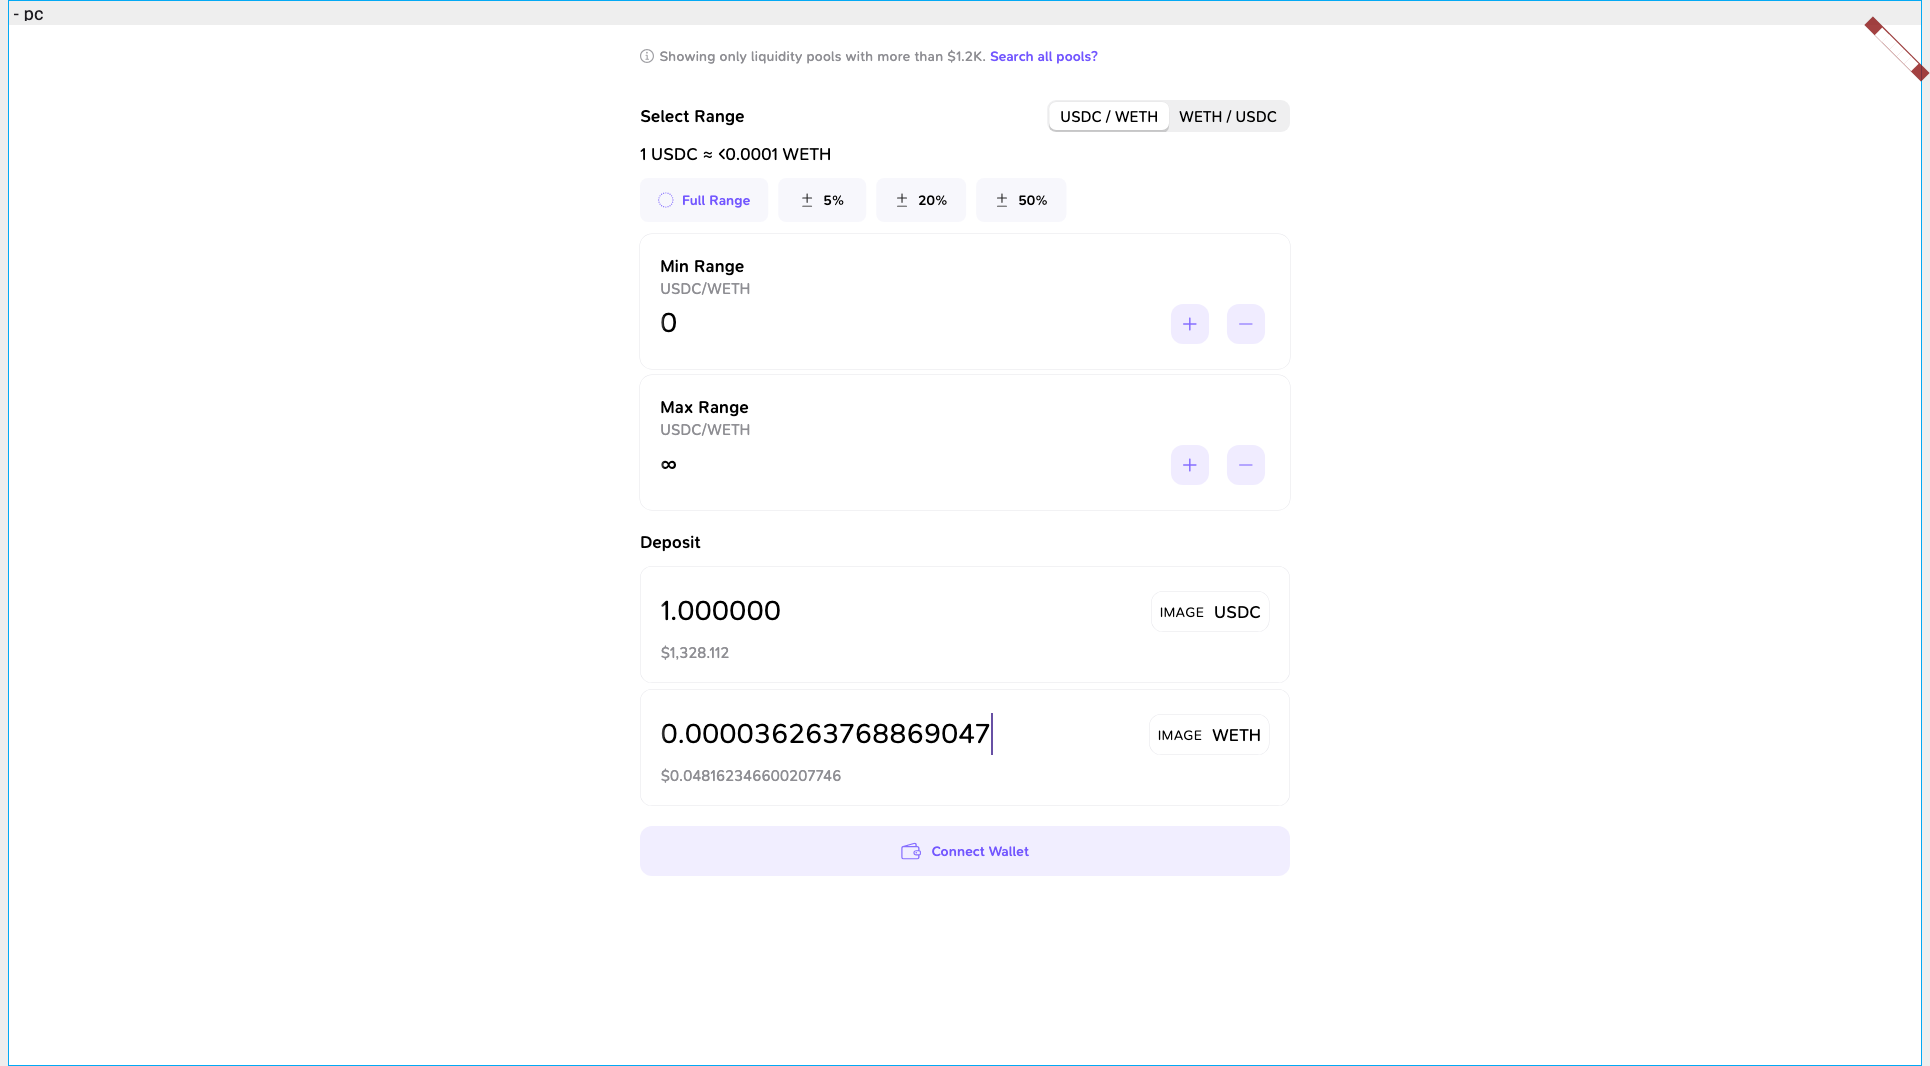 - pc
Showing only liquidity pools with more than $1.2K. Search all pools?
Select Range
USDC / WETH WETH / USDC
1 USDC ≈ <0.0001 WETH
Full Range ± 5% ± 20% ± 50%
Min Range
USDC/WETH
0
+ −
Max Range
USDC/WETH
∞
+ −
Deposit
1.000000
IMAGE USDC
$1,328.112
0.000036263768869047
IMAGE WETH
$0.048162346600207746
Connect Wallet